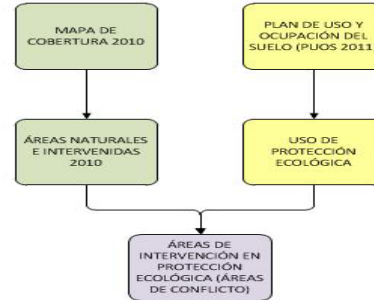 MAPA DE
COBERTURA 2010
PLAN DE USO Y
OCUPACIÓN DEL
SUELO (PUOS 2011)
ÁREAS NATURALES
E INTERVENIDAS
2010
USO DE
PROTECCIÓN
ECOLÓGICA
ÁREAS DE
INTERVENCIÓN EN
PROTECCIÓN
ECOLÓGICA (ÁREAS
DE CONFLICTO)